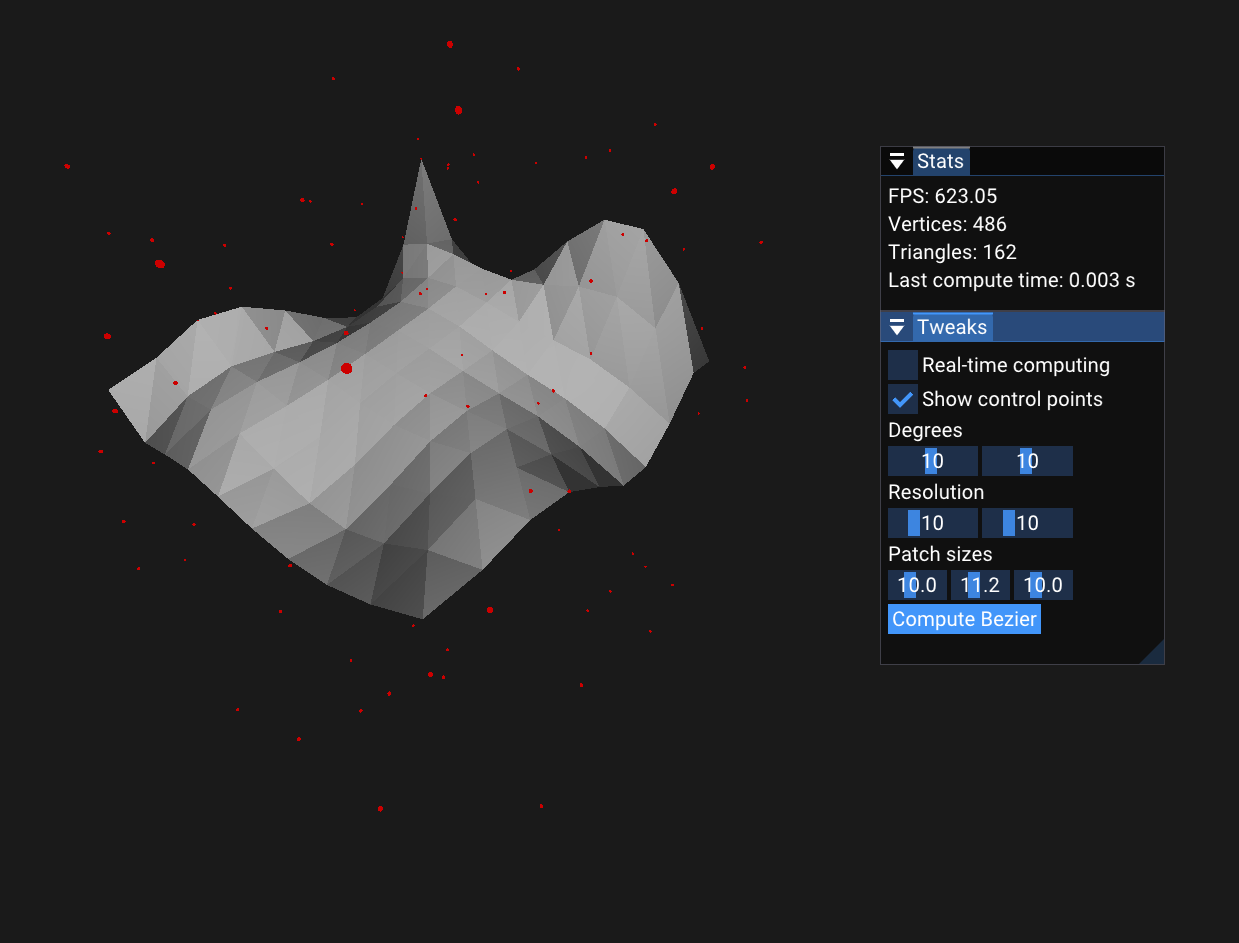 Stats
FPS: 623.05
Vertices: 486
Triangles: 162
Last compute time: 0.003 s
Tweaks
Real-time computing
Show control points
Degrees
10 10
Resolution
10 10
Patch sizes
10.0 11.2 10.0
Compute Bezier